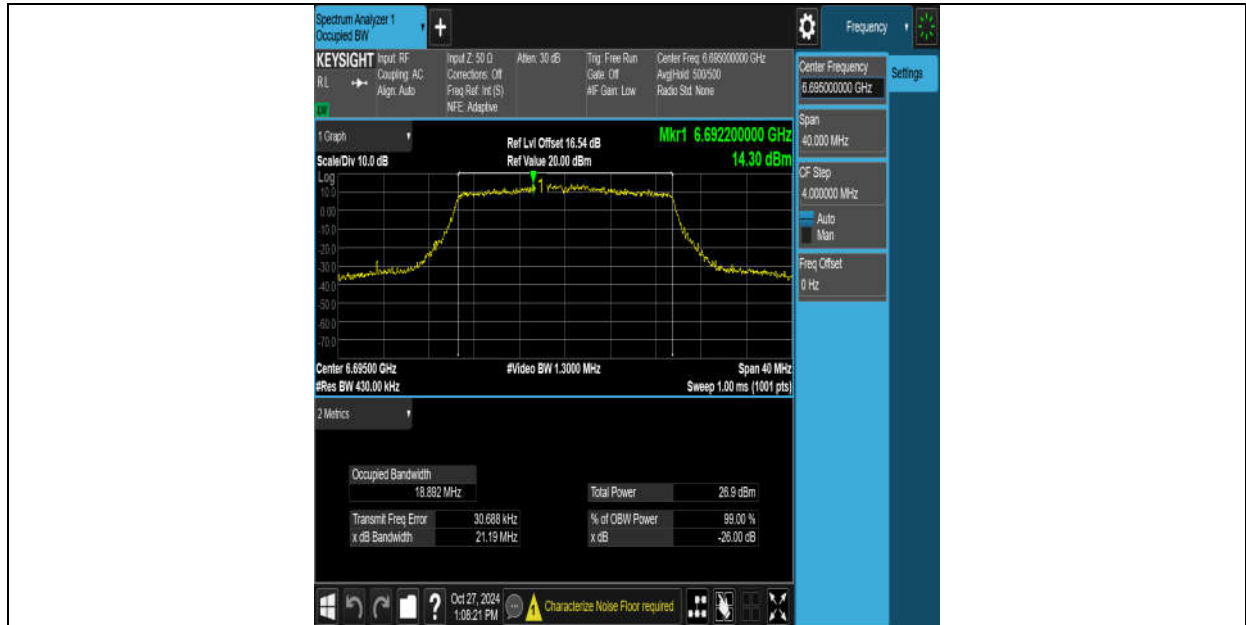 Spectrum Analyzer 1
Occupied BW
+
Frequency
KEYSIGHT Input: RF Input Z: 50 Ω Atten: 30 dB Trig: Free Run Center Freq: 6.695000000 GHz
R L Coupling: AC Corrections: Off Gate: Off Avg|Hold: 500/500
Align: Auto Freq Ref: Int (S) #IF Gain: Low Radio Std: None
NFE: Adaptive
Center Frequency
6.695000000 GHz
Settings
Span
40.000 MHz
CF Step
4.000000 MHz
Auto
Man
Freq Offset
0 Hz
1 Graph
Ref Lvl Offset 16.54 dB
Mkr1 6.692200000 GHz
Scale/Div 10.0 dB Ref Value 20.00 dBm 14.30 dBm
Log
10.0
0.00
-10.0
-20.0
-30.0
-40.0
-50.0
-60.0
-70.0
1
Center 6.69500 GHz #Video BW 1.3000 MHz Span 40 MHz
#Res BW 430.00 kHz Sweep 1.00 ms (1001 pts)
2 Metrics
Occupied Bandwidth
18.892 MHz Total Power 26.9 dBm
Transmit Freq Error 30.688 kHz % of OBW Power 99.00 %
x dB Bandwidth 21.19 MHz x dB -26.00 dB
? Oct 27, 2024
1:08:21 PM
Characterize Noise Floor required